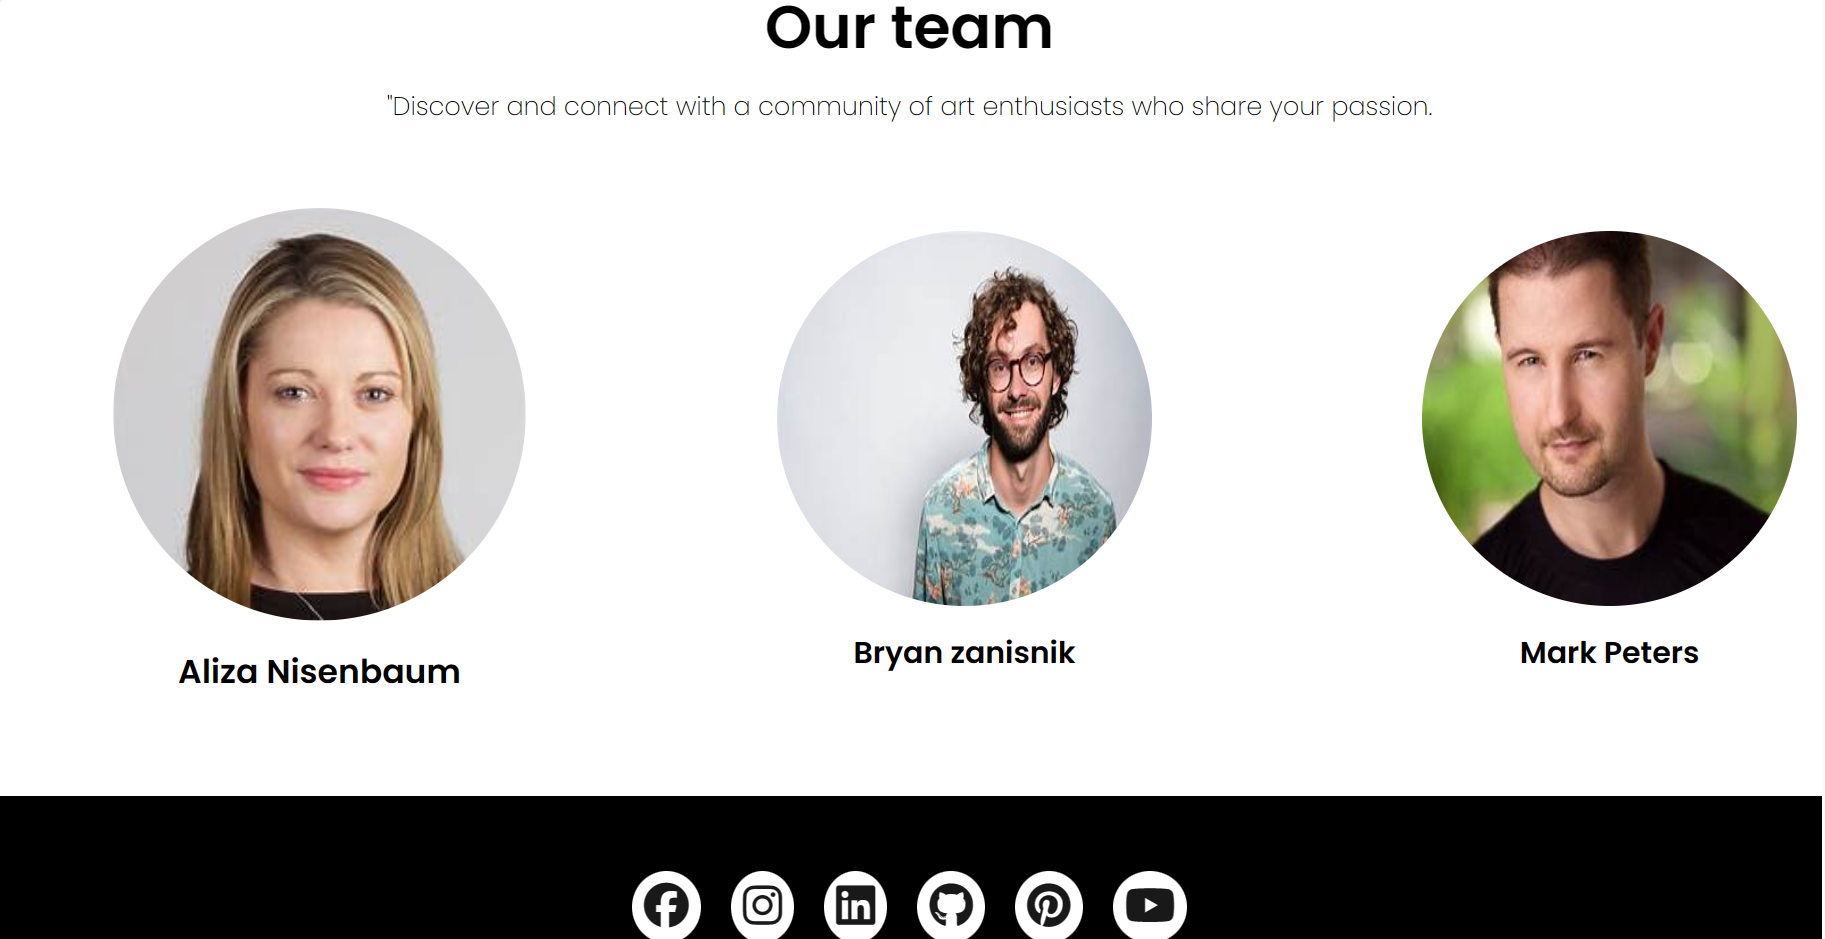 Our team
"Discover and connect with a community of art enthusiasts who share your passion.
Aliza Nisenbaum
Bryan zanisnik
Mark Peters